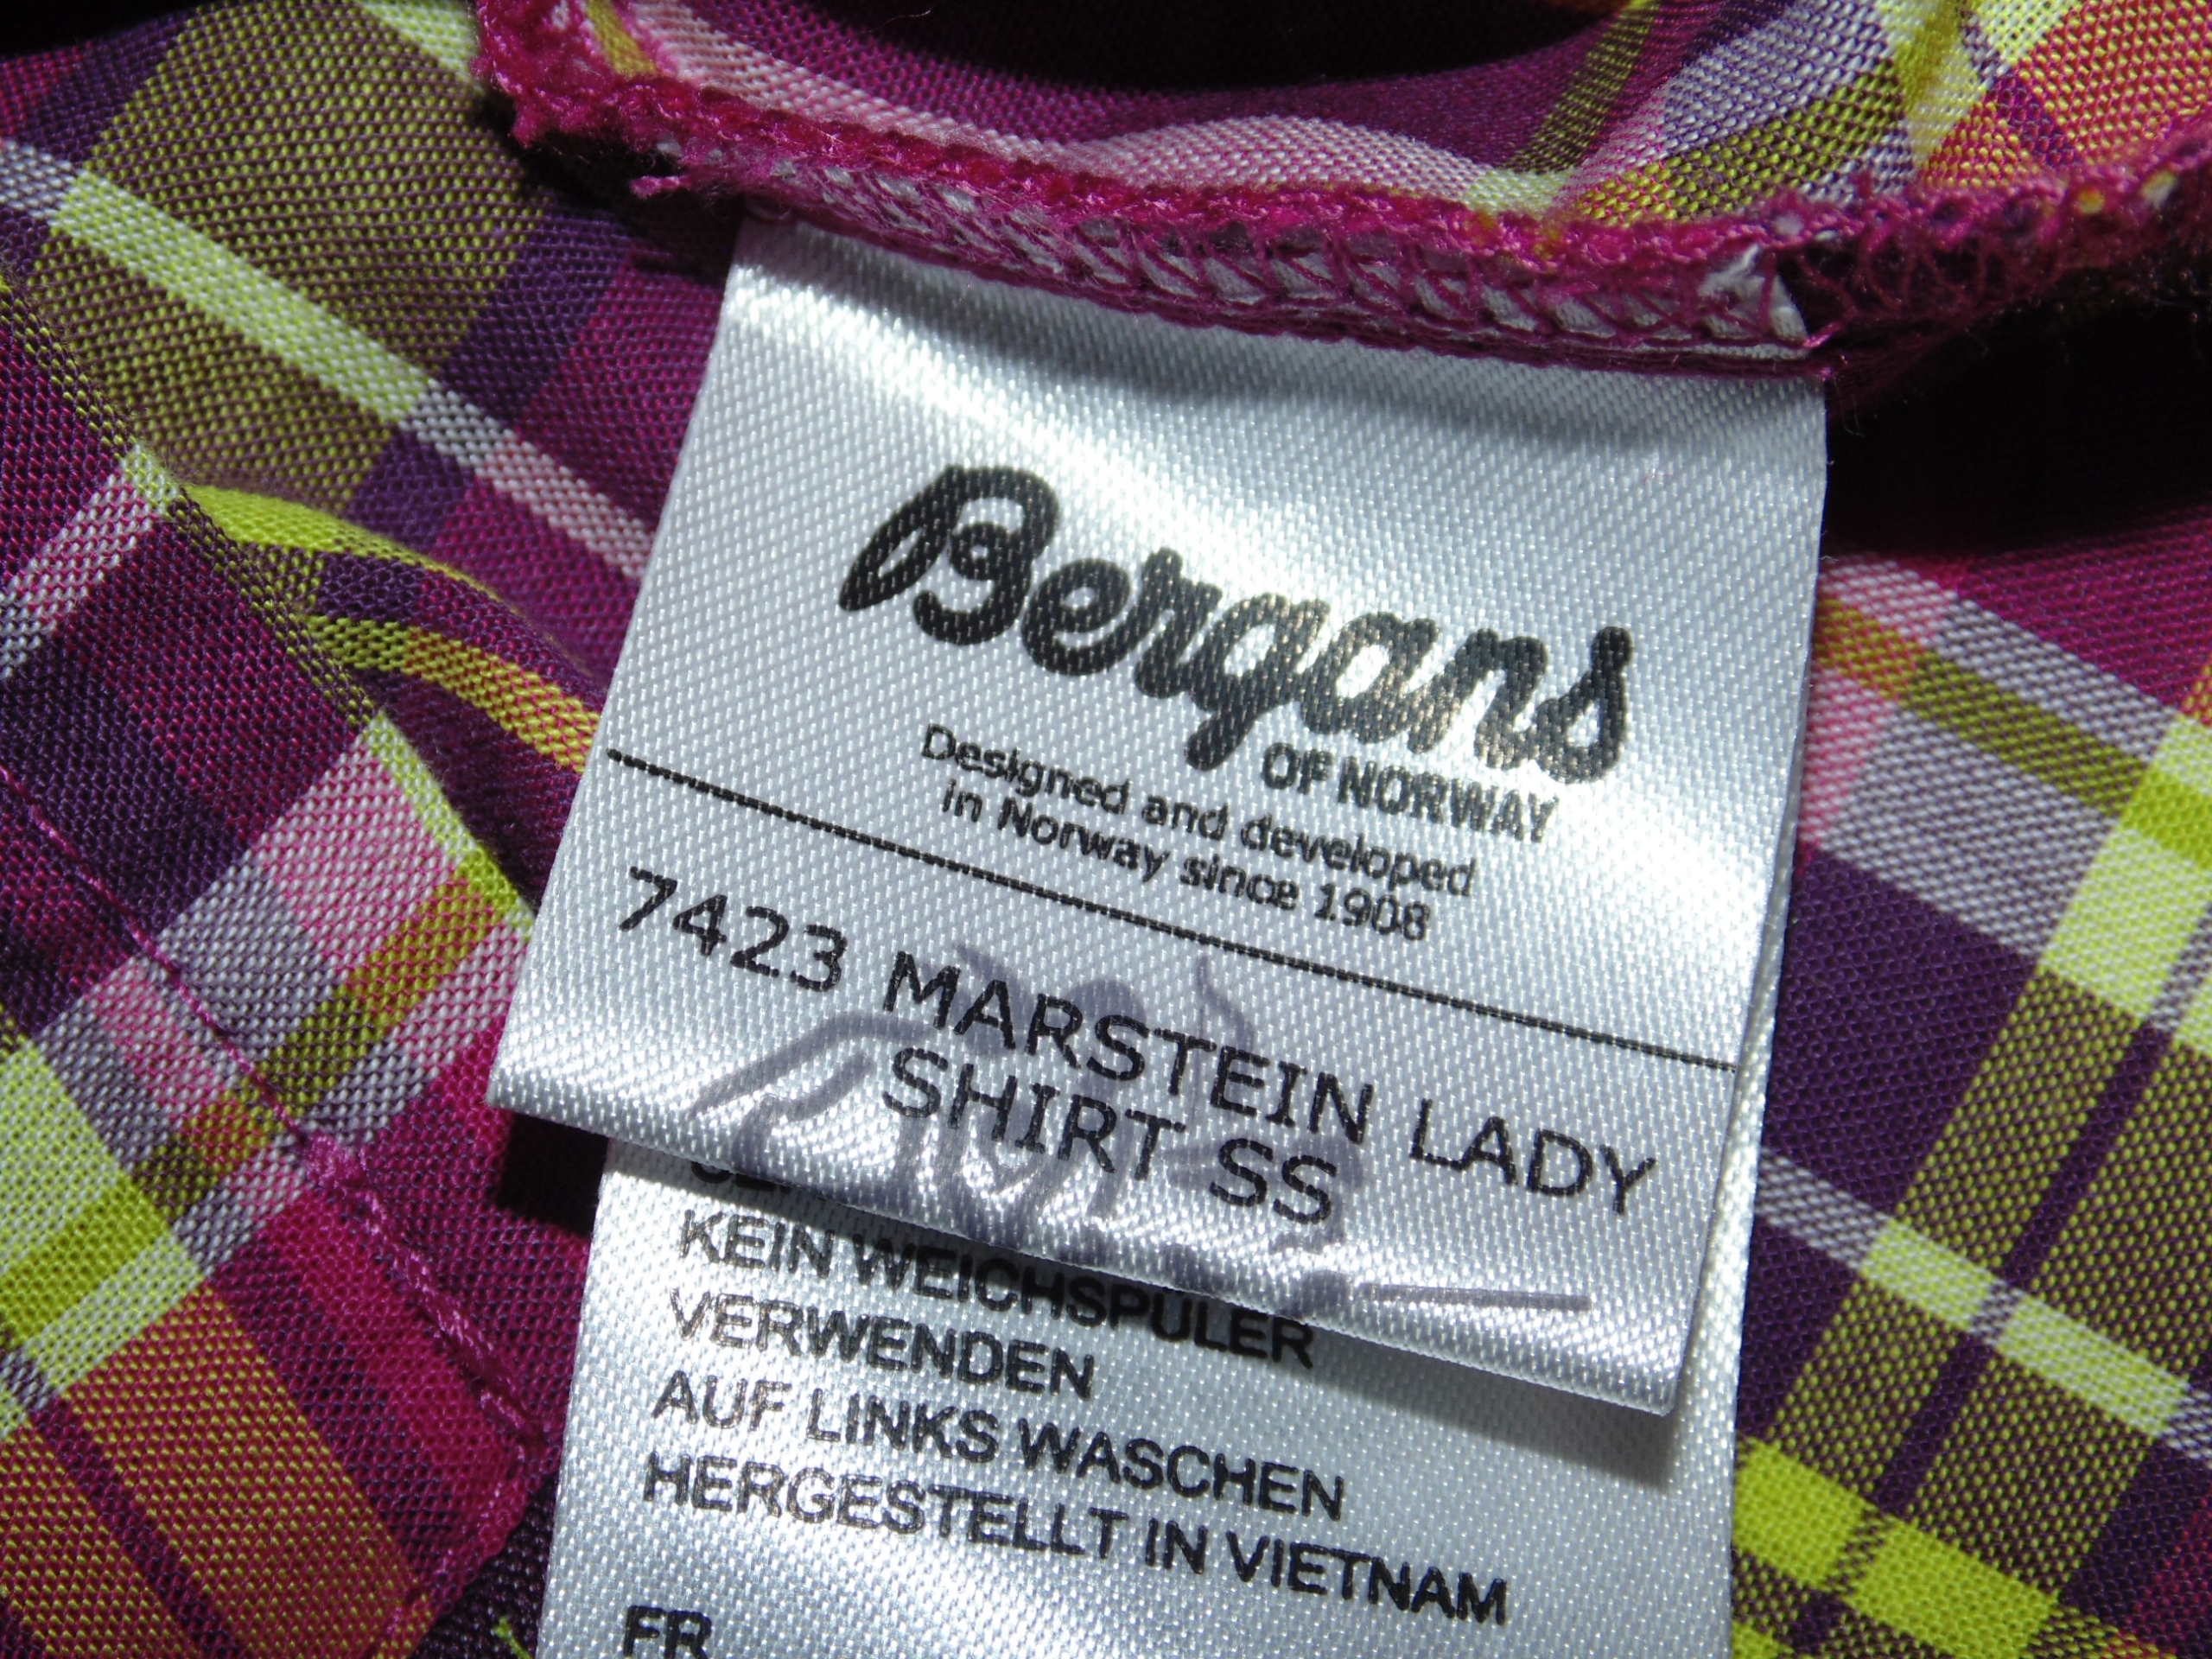 Bergans
OF NORWAY
Designed and developed
in Norway since 1908
7423 MARSTEIN LADY
SHIRT SS
KEIN WEICHSPÜLER
VERWENDEN
AUF LINKS WASCHEN
HERGESTELLT IN VIETNAM
FR